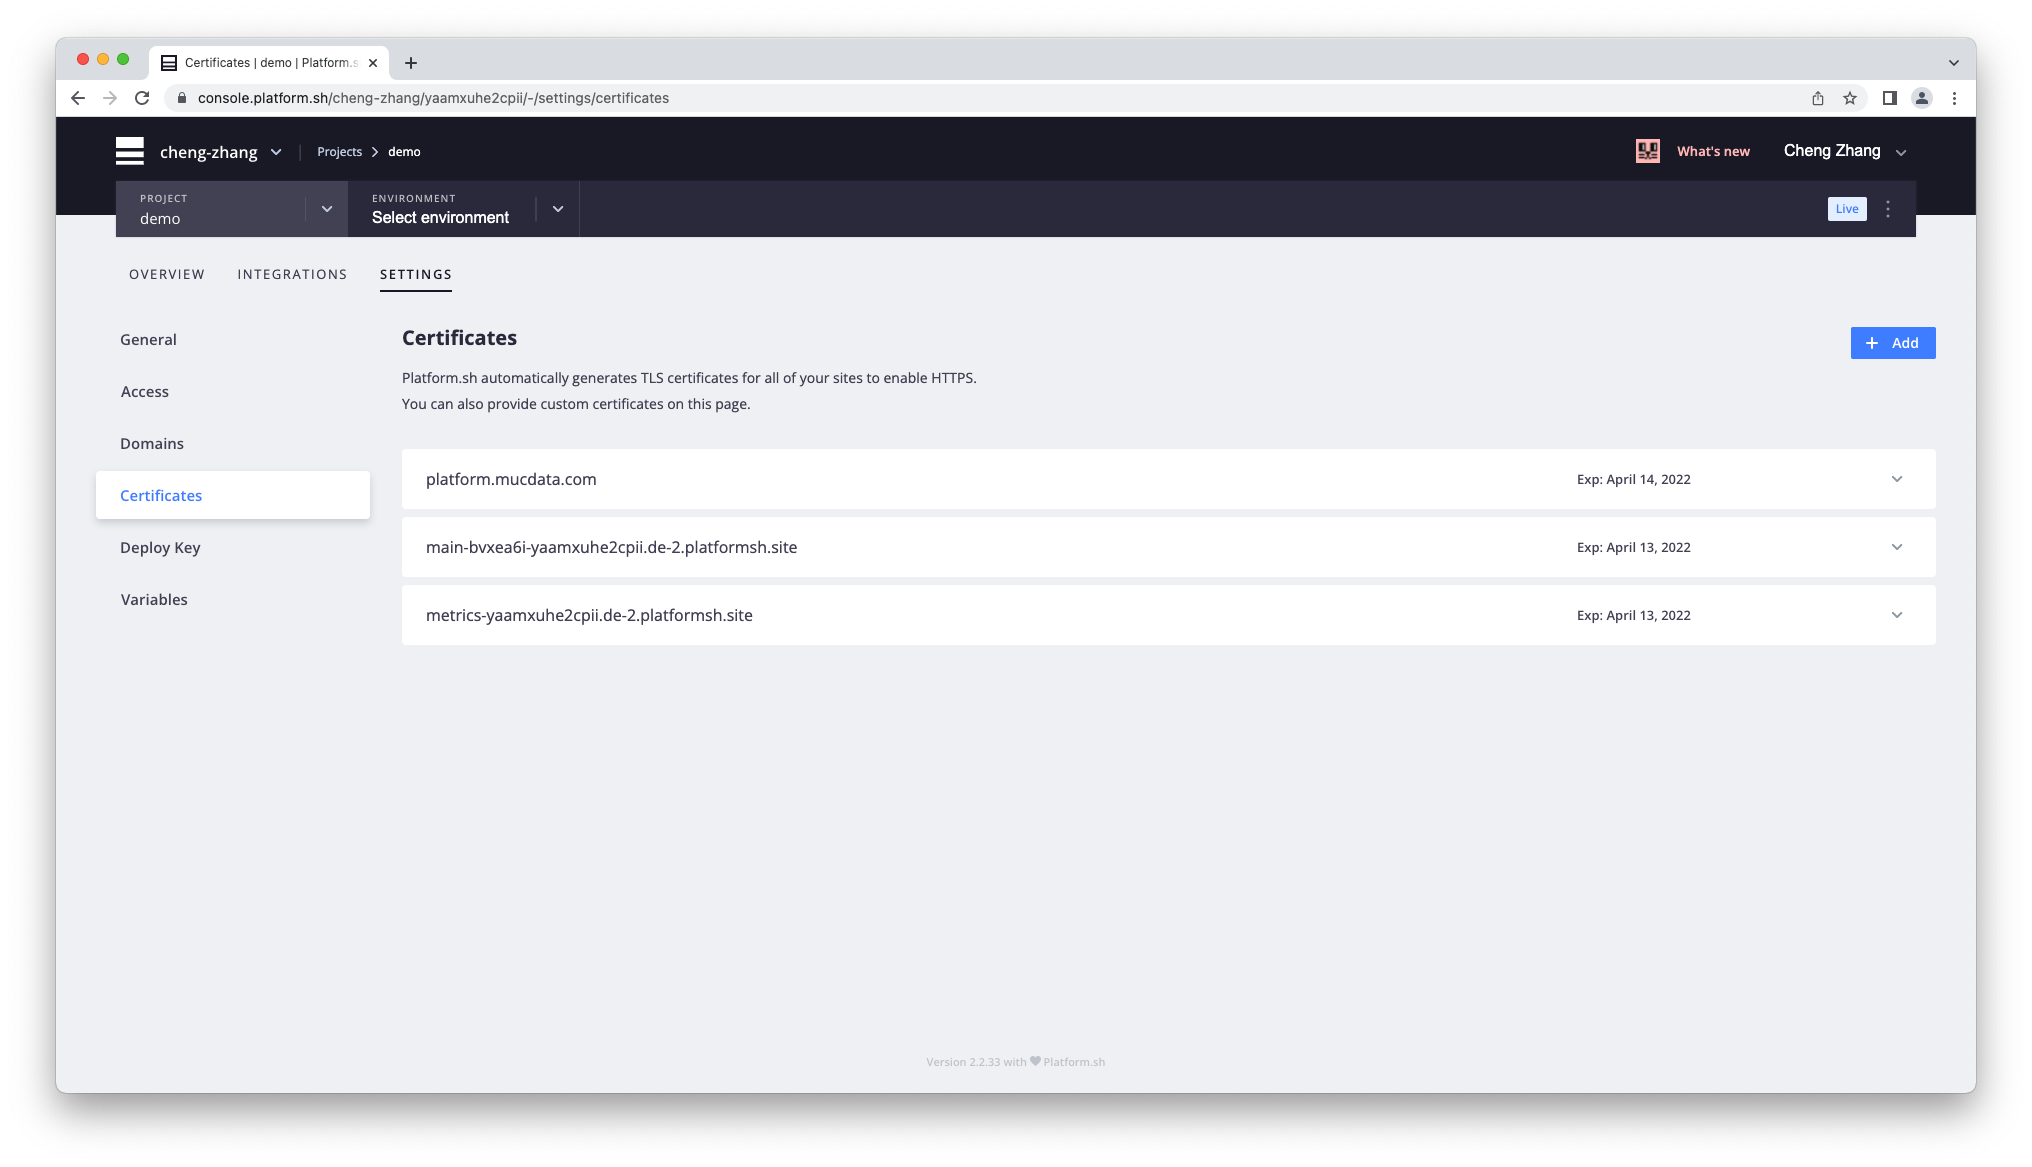 Certificates | demo | Platform.s
console.platform.sh/cheng-zhang/yaamxuhe2cpii/-/settings/certificates
cheng-zhang
Projects > demo
What's new
Cheng Zhang
PROJECT
demo
ENVIRONMENT
Select environment
Live
OVERVIEW
INTEGRATIONS
SETTINGS
General
Access
Domains
Certificates
Deploy Key
Variables
Certificates
+ Add
Platform.sh automatically generates TLS certificates for all of your sites to enable HTTPS.
You can also provide custom certificates on this page.
platform.mucdata.com Exp: April 14, 2022
main-bvxea6i-yaamxuhe2cpii.de-2.platformsh.site Exp: April 13, 2022
metrics-yaamxuhe2cpii.de-2.platformsh.site Exp: April 13, 2022
Version 2.2.33 with ♥ Platform.sh